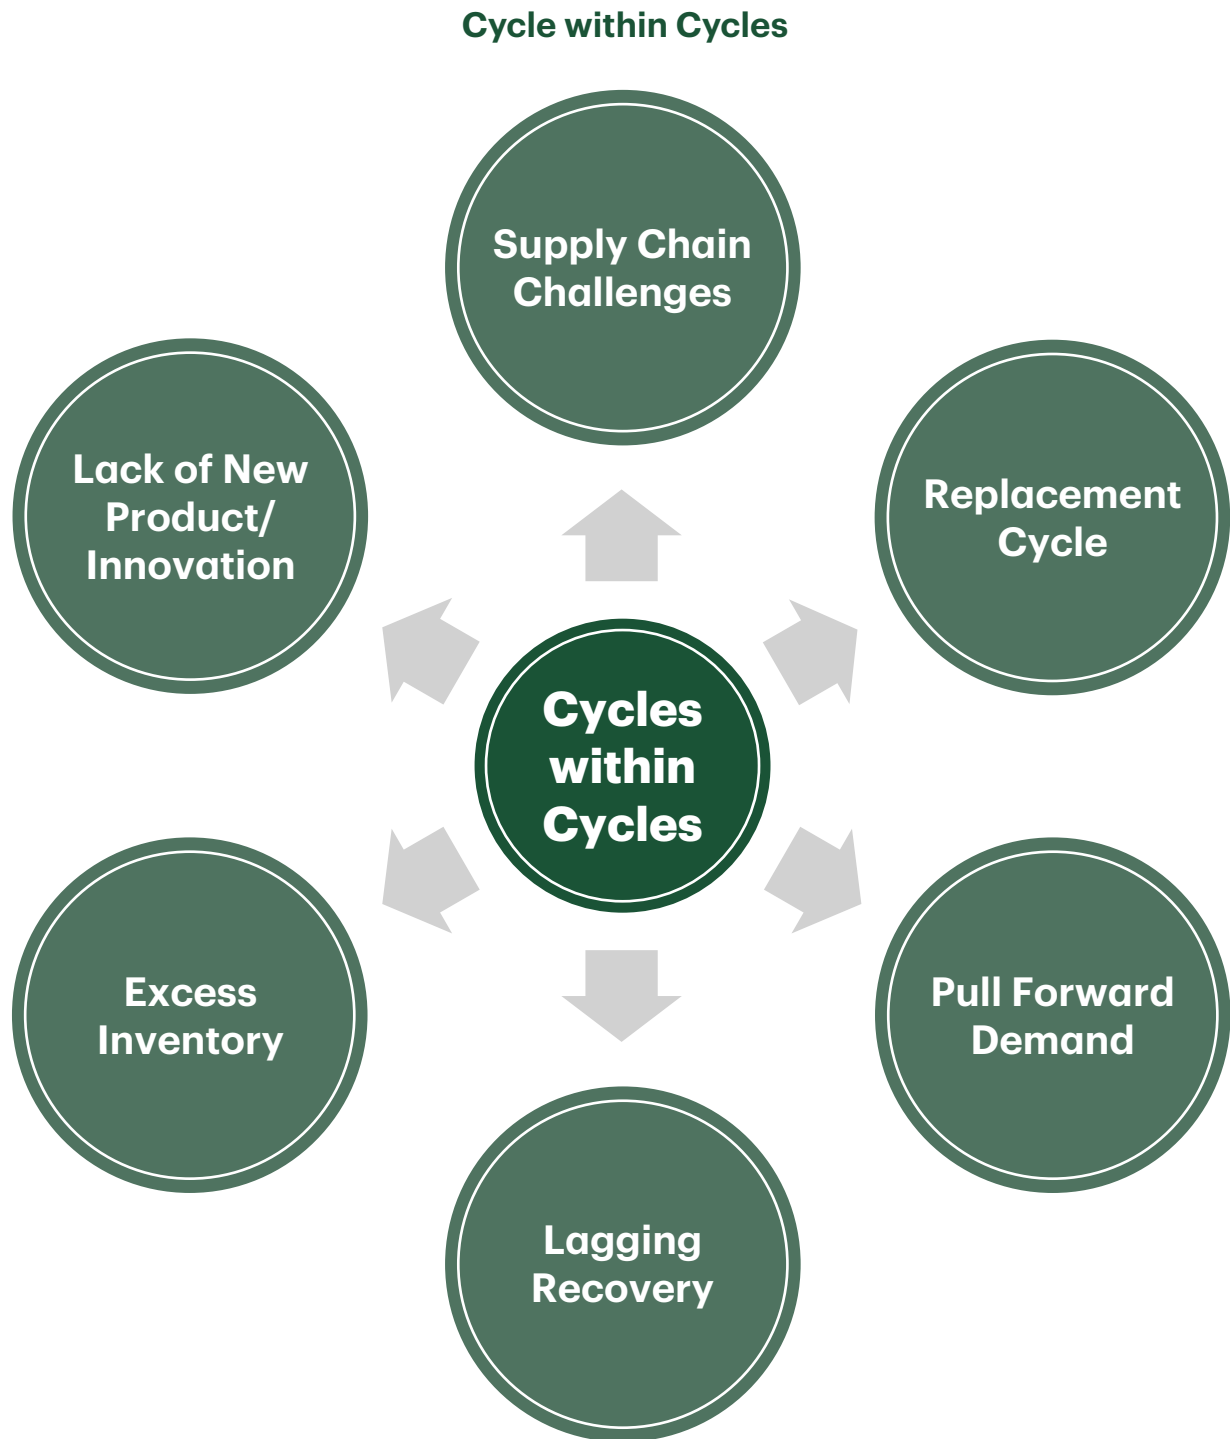 Cycle within Cycles
Supply Chain
Challenges
Lack of New
Product/
Innovation
Replacement
Cycle
Cycles
within
Cycles
Excess
Inventory
Pull Forward
Demand
Lagging
Recovery